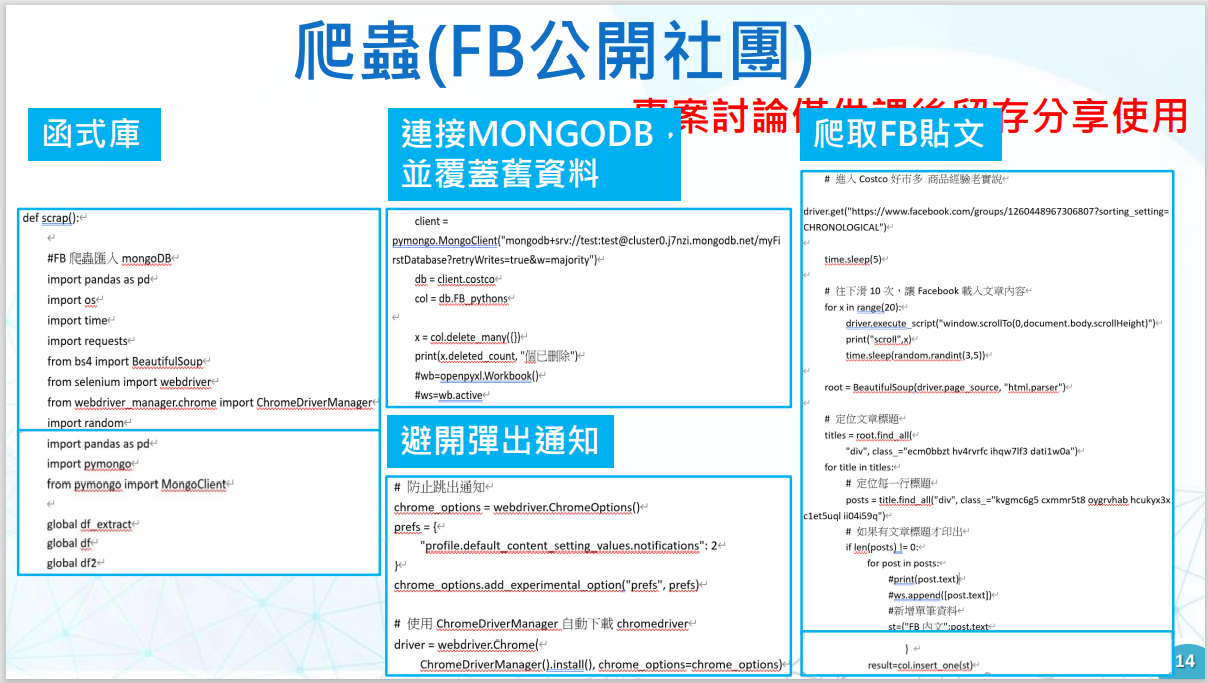 爬蟲(FB公開社團)
案討論僅供課後留存分享使用
函式庫
def scrap():
#FB 爬蟲匯入 mongoDB
import pandas as pd
import os
import time
import requests
from bs4 import BeautifulSoup
from selenium import webdriver
from webdriver_manager.chrome import ChromeDriverManager
import random
import pandas as pd
import pymongo
from pymongo import MongoClient
global df_extract
global df
global df2
連接MONGODB，
並覆蓋舊資料
client =
pymongo.MongoClient("mongodb+srv://test:test@cluster0.j7nzi.mongodb.net/myFi
rstDatabase?retryWrites=true&w=majority")
db = client.costco
col = db.FB_pythons
x = col.delete_many({})
print(x.deleted_count, "個已刪除")
#wb=openpyxl.Workbook()
#ws=wb.active
避開彈出通知
# 防止跳出通知
chrome_options = webdriver.ChromeOptions()
prefs = {
"profile.default_content_setting_values.notifications": 2
}
chrome_options.add_experimental_option("prefs", prefs)
# 使用 ChromeDriverManager 自動下載 chromedriver
driver = webdriver.Chrome(
ChromeDriverManager().install(), chrome_options=chrome_options)
爬取FB貼文
# 進入 Costco 好市多 商品經驗老實說
driver.get("https://www.facebook.com/groups/1260448967306807?sorting_setting=
CHRONOLOGICAL")
time.sleep(5)
# 往下滑 10 次，讓 Facebook 載入文章內容
for x in range(20):
driver.execute_script("window.scrollTo(0,document.body.scrollHeight)")
print("scroll",x)
time.sleep(random.randint(3,5))
root = BeautifulSoup(driver.page_source, "html.parser")
# 定位文章標題
titles = root.find_all(
"div", class_="ecm0bbzt hv4rvrfc ihqw7lf3 dati1w0a")
for title in titles:
# 定位每一行標題
posts = title.find_all("div", class_="kvgmc6g5 cxmmr5t8 oygrvhab hcukyx3x
c1et5uql ii04i59q")
# 如果有文章標題才印出
if len(posts) != 0:
for post in posts:
#print(post.text)
#ws.append([post.text])
#新增單筆資料
st={"FB 內文":post.text
}
result=col.insert_one(st)
14